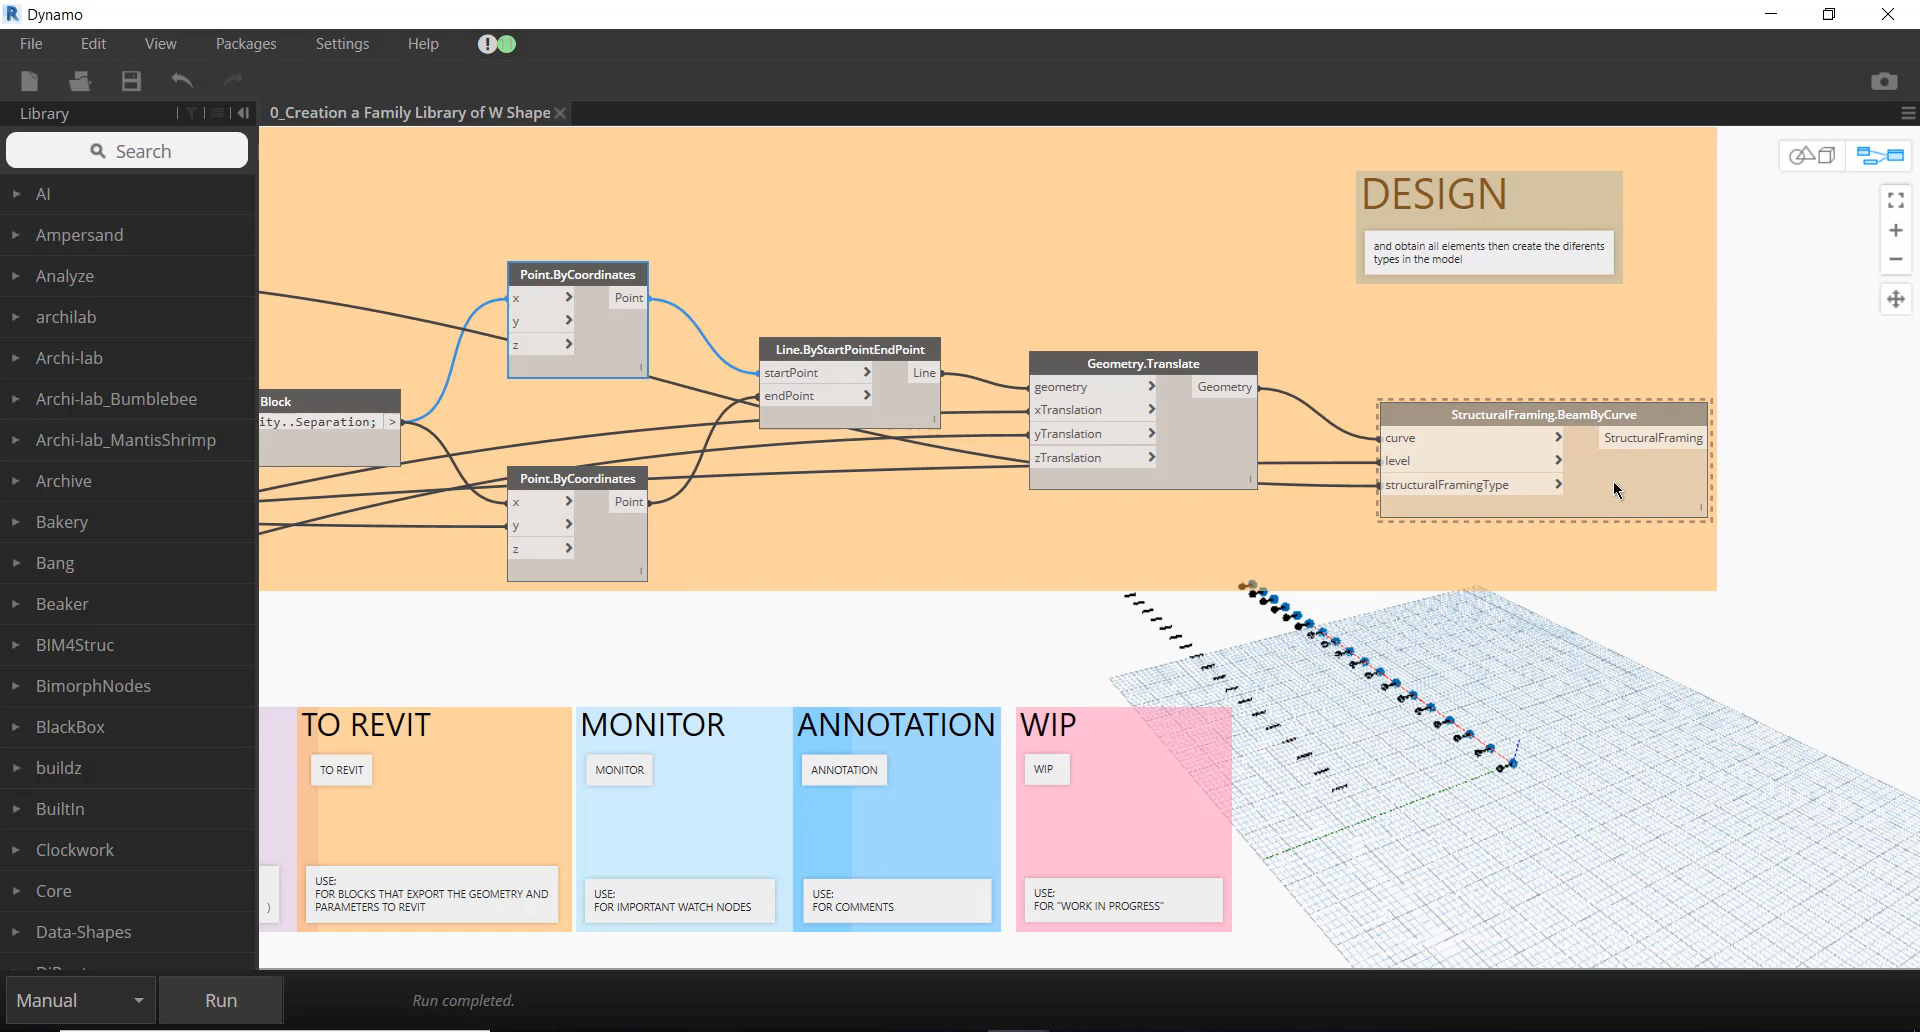 R Dynamo
File Edit View Packages Settings Help !
Library
0_Creation a Family Library of W Shape
Search
AI
Ampersand
Analyze
archilab
Archi-lab
Archi-lab_Bumblebee
Archi-lab_MantisShrimp
Archive
Bakery
Bang
Beaker
BIM4Struc
BimorphNodes
BlackBox
buildz
BuiltIn
Clockwork
Core
Data-Shapes
DESIGN
and obtain all elements then create the diferents
types in the model
Point.ByCoordinates
x > Point
y >
z >
Block
ity..Separation; >
Point.ByCoordinates
x > Point
y >
z >
Line.ByStartPointEndPoint
startPoint > Line
endPoint >
Geometry.Translate
geometry > Geometry
xTranslation >
yTranslation >
zTranslation >
StructuralFraming.BeamByCurve
curve > StructuralFraming
level >
structuralFramingType >
)
TO REVIT
TO REVIT
USE:
FOR BLOCKS THAT EXPORT THE GEOMETRY AND
PARAMETERS TO REVIT
MONITOR
MONITOR
USE:
FOR IMPORTANT WATCH NODES
ANNOTATION
ANNOTATION
USE:
FOR COMMENTS
WIP
WIP
USE:
FOR "WORK IN PROGRESS"
Manual Run Run completed.